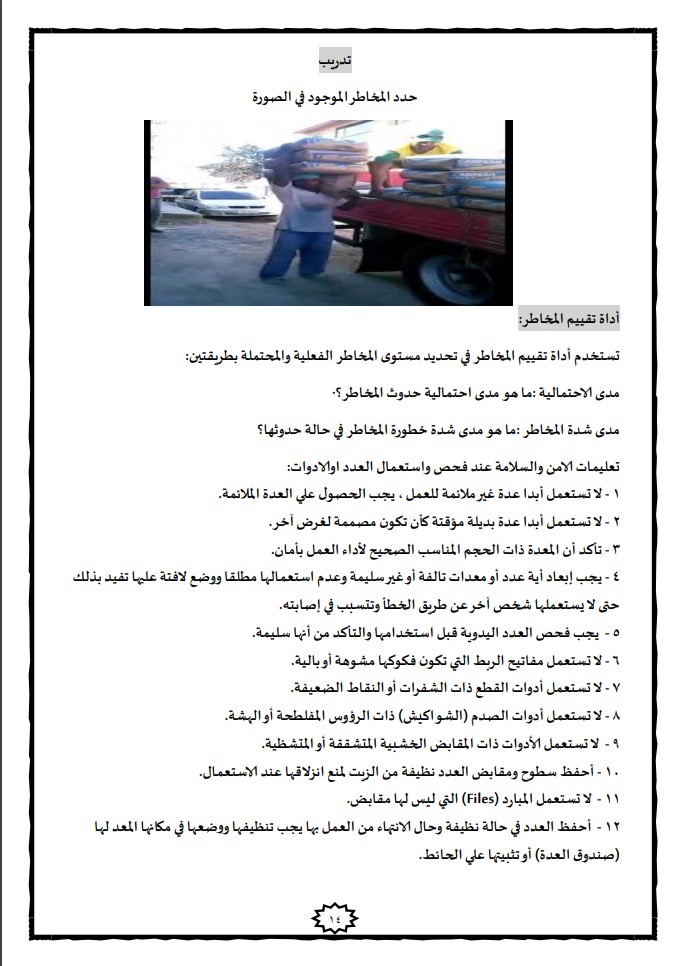 تدريب
حدد المخاطر الموجود في الصورة
أداة تقييم المخاطر:
تستخدم أداة تقييم المخاطر في تحديد مستوى المخاطر الفعلية والمحتملة بطريقتين:
مدى الاحتمالية :ما هو مدى احتمالية حدوث المخاطر؟·
مدى شدة المخاطر :ما هو مدى شدة خطورة المخاطر في حالة حدوثها؟
تعليمات الامن والسلامة عند فحص واستعمال العدد اوالادوات:
١ - لا تستعمل أبدا عدة غير ملائمة للعمل ، يجب الحصول علي العدة الملائمة.
٢ - لا تستعمل أبدا عدة بديلة مؤقتة كأن تكون مصممة لغرض آخر.
٣ - تأكد أن المعدة ذات الحجم المناسب الصحيح لأداء العمل بأمان.
٤ - يجب إبعاد أية عدد أو معدات تالفة أو غير سليمة وعدم استعمالها مطلقا ووضع لافتة عليها تفيد بذلك
حتى لا يستعملها شخص آخر عن طريق الخطأ وتتسبب في إصابته.
٥ - يجب فحص العدد اليدوية قبل استخدامها والتأكد من أنها سليمة.
٦ - لا تستعمل مفاتيح الربط التي تكون فكوكها مشوهة أو بالية.
٧ - لا تستعمل أدوات القطع ذات الشفرات أو النقاط الضعيفة.
٨ - لا تستعمل أدوات الصدم (الشواكيش) ذات الرؤوس المفلطحة أو الهشة.
٩ - لا تستعمل الأدوات ذات المقابض الخشبية المتشققة أو المتشظية.
١٠ - أحفظ سطوح ومقابض العدد نظيفة من الزيت لمنع انزلاقها عند الاستعمال.
١١ - لا تستعمل المبارد (Files) التي ليس لها مقابض.
١٢ - أحفظ العدد في حالة نظيفة وحال الانتهاء من العمل بها يجب تنظيفها ووضعها في مكانها المعد لها
(صندوق العدة) أو تثبيتها علي الحائط.
١٤